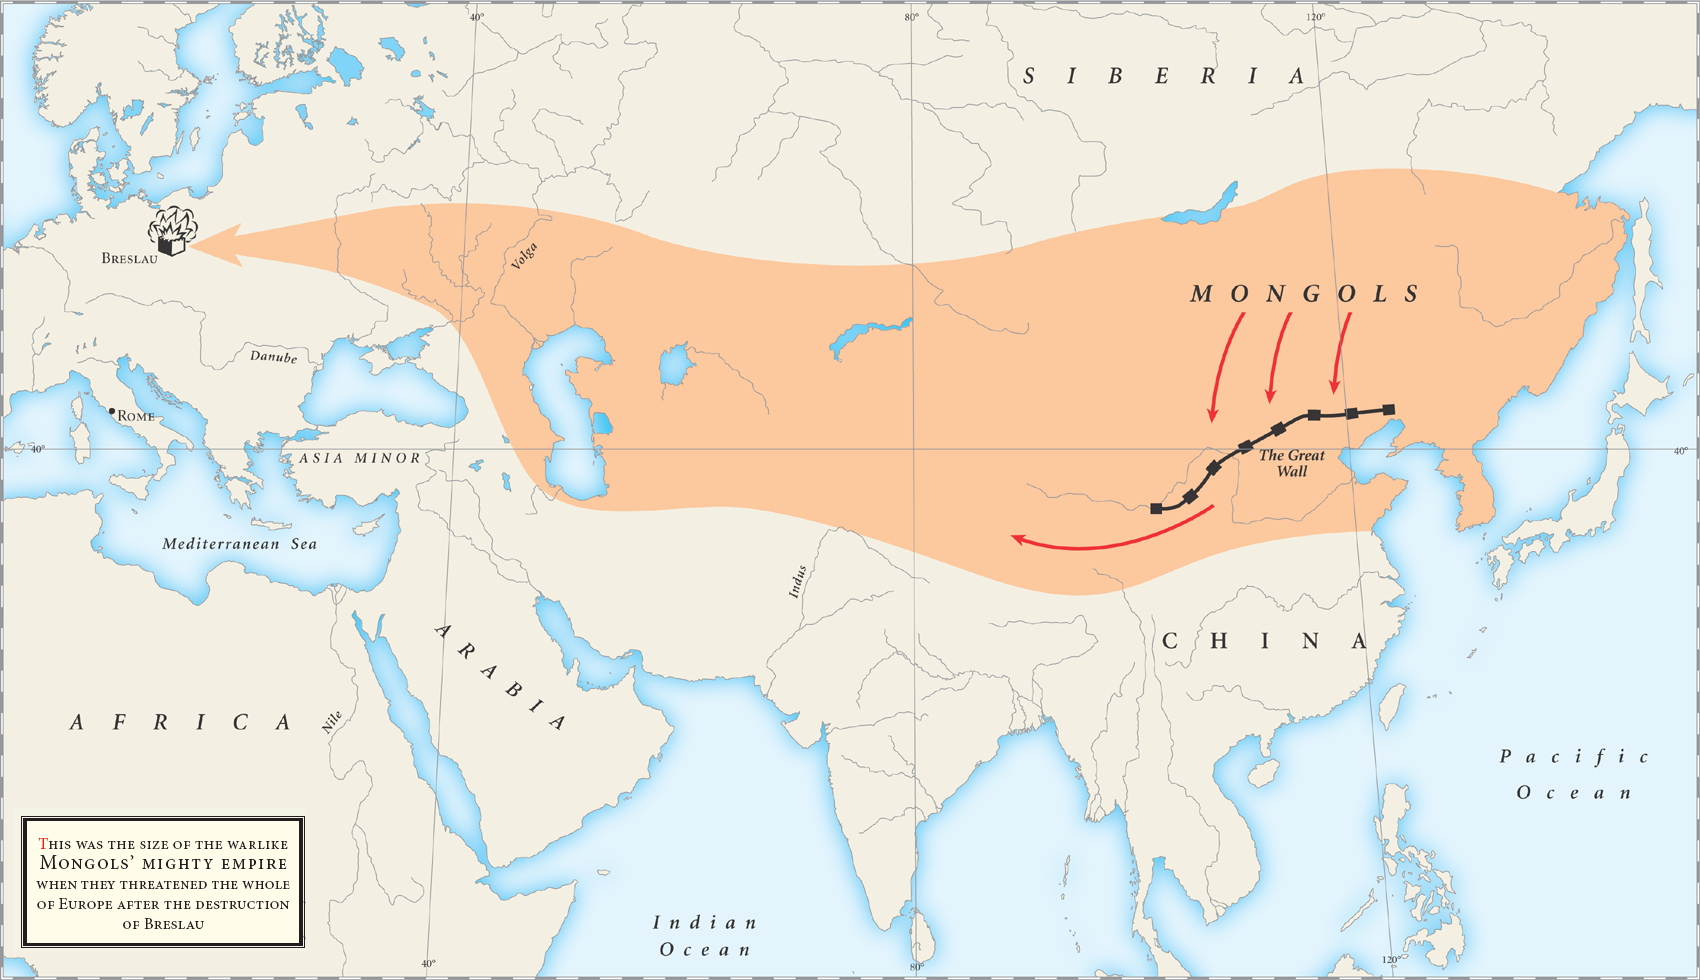 40°
80°
120°
SIBERIA
Volga
BRESLAU
MONGOLS
Danube
ROME
40°
ASIA MINOR
The Great
Wall
40°
Mediterranean Sea
Indus
ARABIA
CHINA
AFRICA
Nile
Pacific
Ocean
THIS WAS THE SIZE OF THE WARLIKE
MONGOLS’ MIGHTY EMPIRE
WHEN THEY THREATENED THE WHOLE
OF EUROPE AFTER THE DESTRUCTION
OF BRESLAU
Indian
Ocean
40°
80°
120°